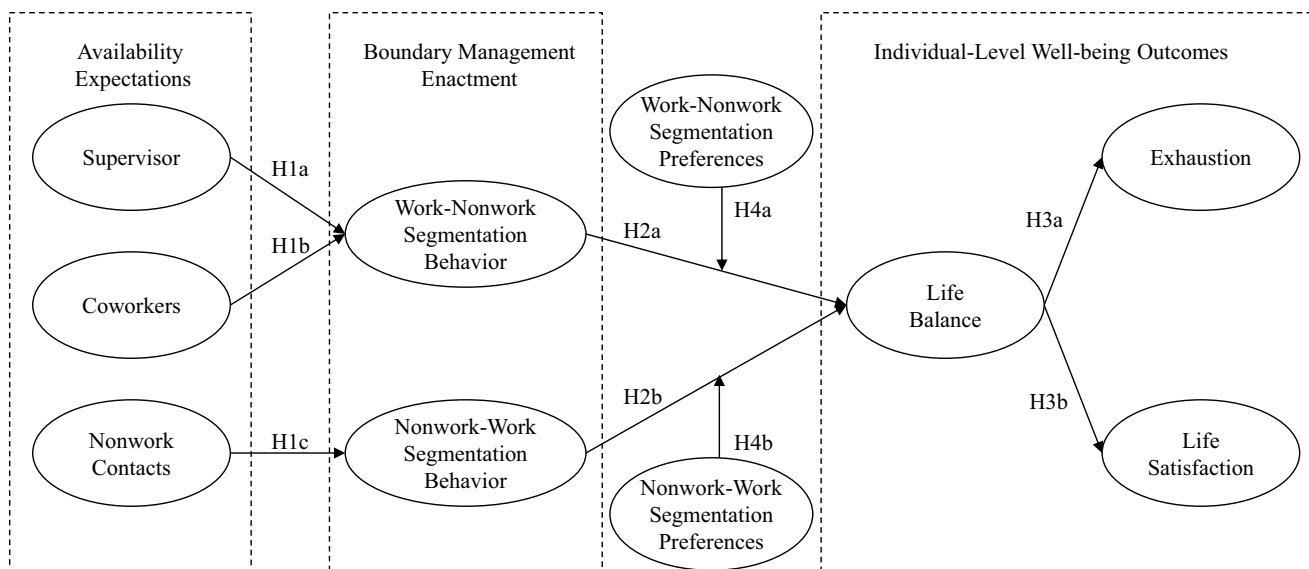 Availability
Expectations
Supervisor
Coworkers
Nonwork
Contacts
H1a
H1b
H1c
Boundary Management
Enactment
Work-Nonwork
Segmentation
Behavior
Nonwork-Work
Segmentation
Behavior
Work-Nonwork
Segmentation
Preferences
H4a
H2a
H2b
H4b
Nonwork-Work
Segmentation
Preferences
Individual-Level Well-being Outcomes
Life
Balance
H3a
H3b
Exhaustion
Life
Satisfaction